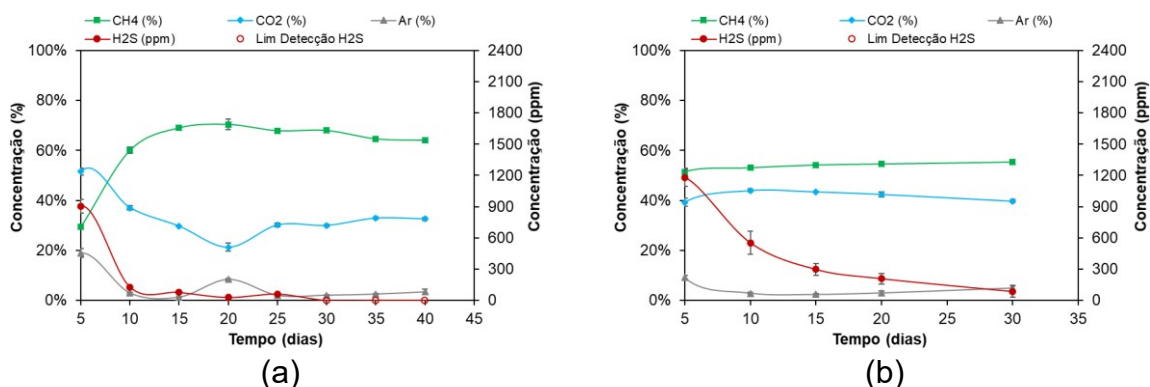 CH4 (%) CO2 (%) Ar (%)
H2S (ppm) Lim Detecção H2S
100% 2400
80% 2100
1800
60% 1500
1200
40% 900
20% 600
300
0% 0
5 10 15 20 25 30 35 40 45
Concentração (%)
Concentração (ppm)
Tempo (dias)
(a)
CH4 (%) CO2 (%) Ar (%)
H2S (ppm) Lim Detecção H2S
100% 2400
80% 2100
1800
60% 1500
1200
40% 900
20% 600
300
0% 0
5 10 15 20 25 30 35
Concentração (%)
Concentração (ppm)
Tempo (dias)
(b)